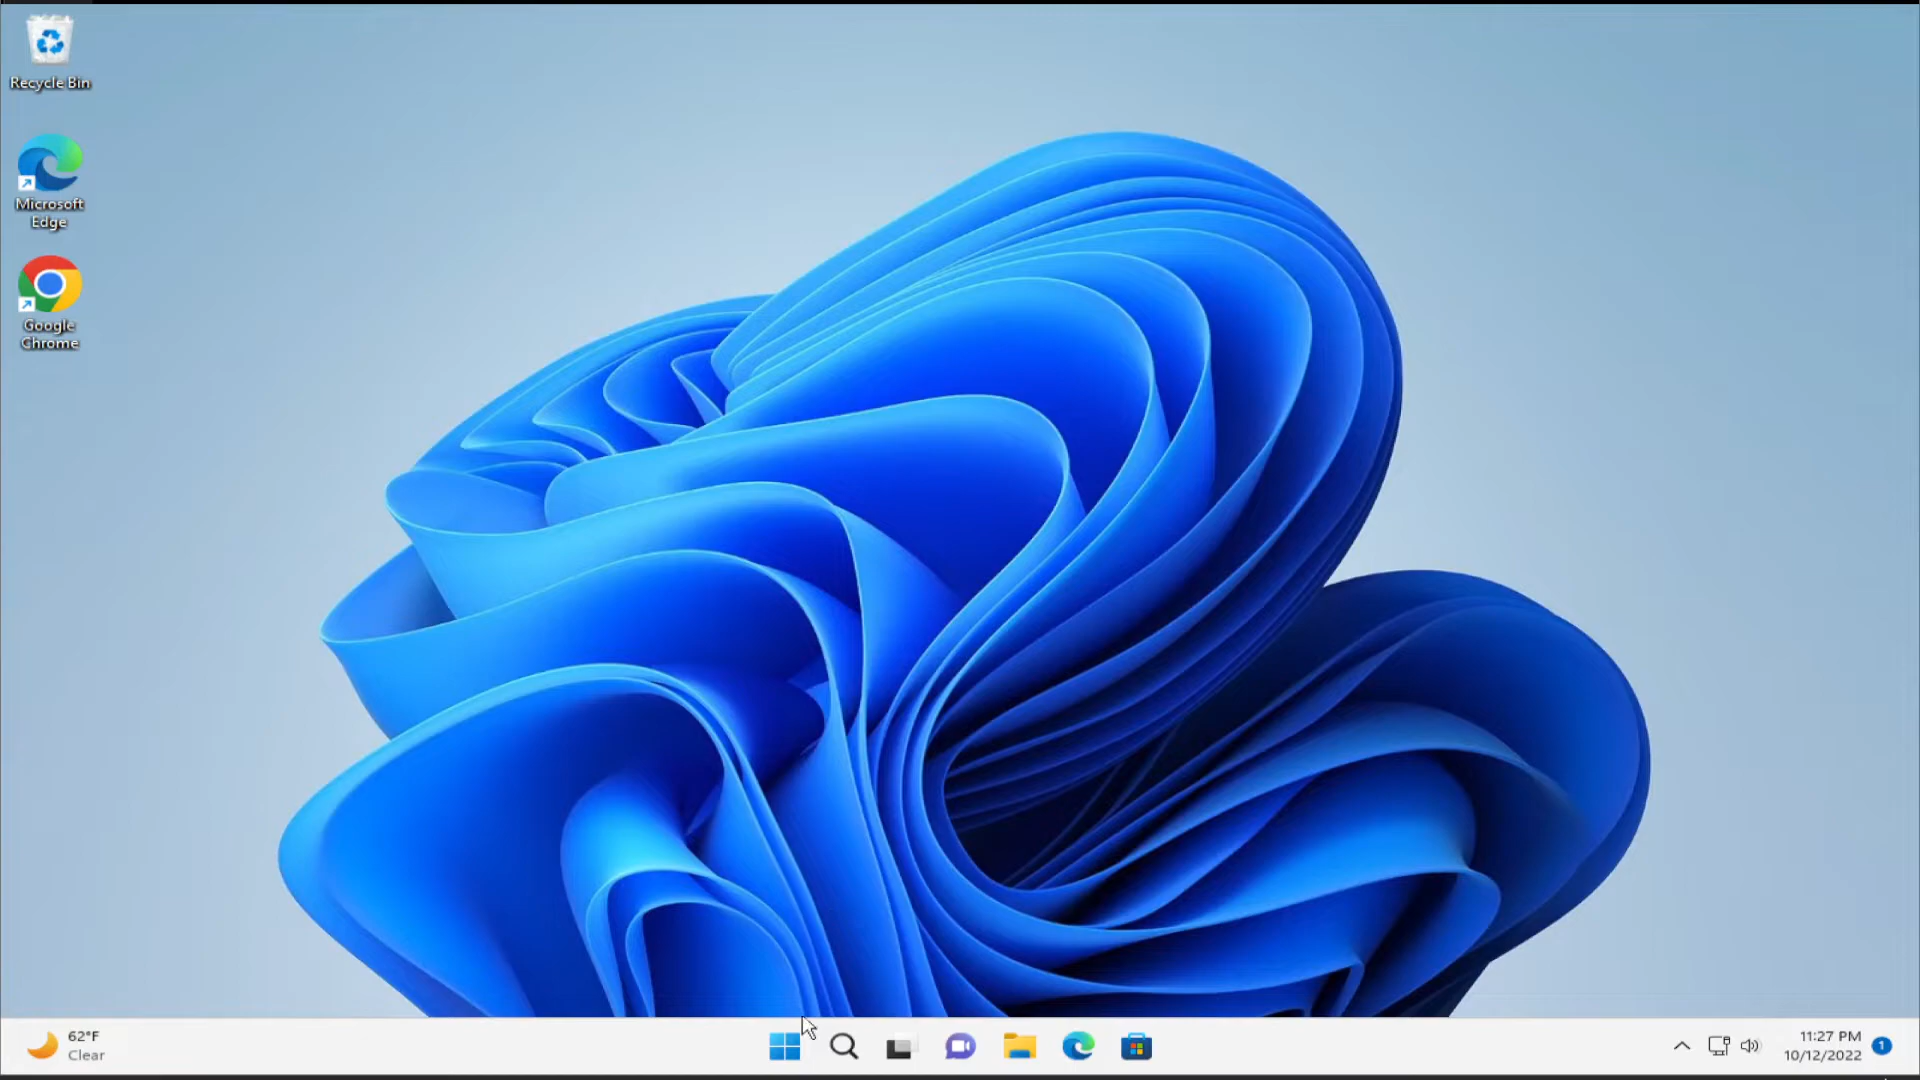 Recycle Bin
Microsoft
Edge
Google
Chrome
62°F
Clear
11:27 PM
10/12/2022
1